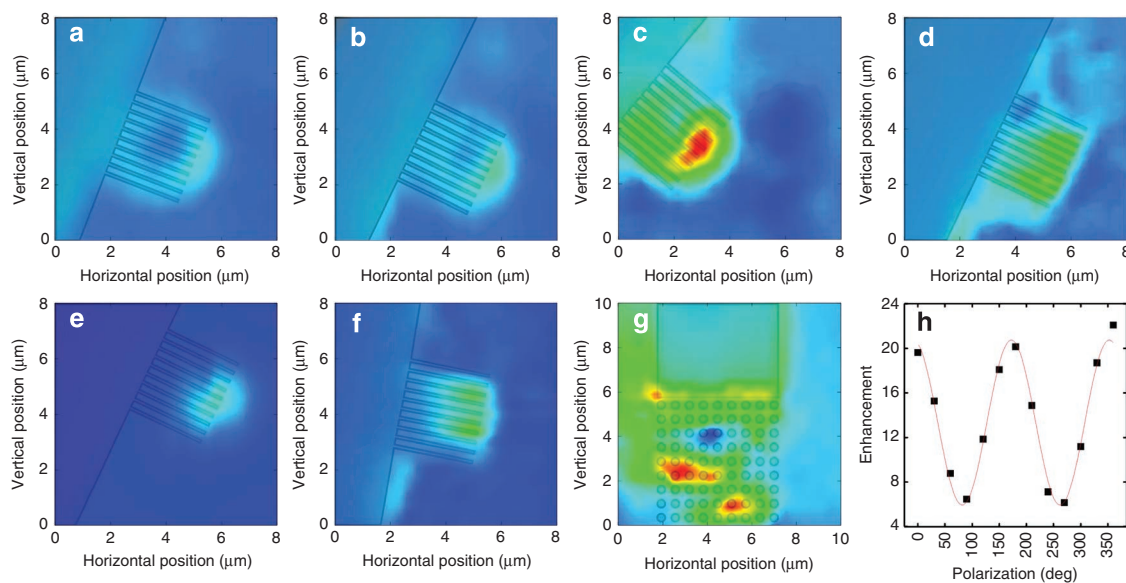 a
b
c
d
Vertical position (μm)
8
6
4
2
0
0 2 4 6 8
Horizontal position (μm)
Vertical position (μm)
8
6
4
2
0
0 2 4 6 8
Horizontal position (μm)
Vertical position (μm)
8
6
4
2
0
0 2 4 6 8
Horizontal position (μm)
Vertical position (μm)
8
6
4
2
0
0 2 4 6 8
Horizontal position (μm)
e
f
g
h
Vertical position (μm)
8
6
4
2
0
0 2 4 6 8
Horizontal position (μm)
Vertical position (μm)
8
6
4
2
0
0 2 4 6 8
Horizontal position (μm)
Vertical position (μm)
10
8
6
4
2
0
0 2 4 6 8 10
Horizontal position (μm)
Enhancement
24
20
16
12
8
4
0 50 100 150 200 250 300 350
Polarization (deg)